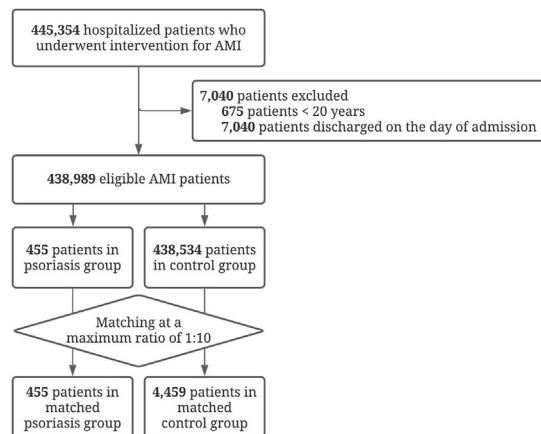 445,354 hospitalized patients who
underwent intervention for AMI
7,040 patients excluded
675 patients < 20 years
7,040 patients discharged on the day of admission
438,989 eligible AMI patients
455 patients in
psoriasis group
438,534 patients
in control group
Matching at a
maximum ratio of 1:10
455 patients in
matched
psoriasis group
4,459 patients in
matched
control group